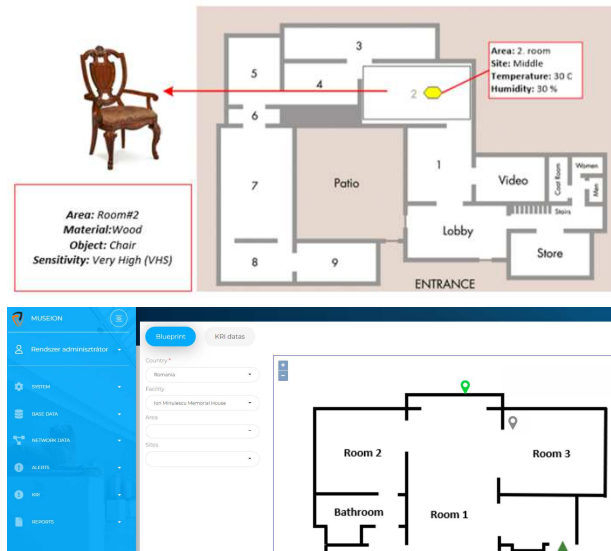 3
5
4
2
6
Area: 2. room
Site: Middle
Temperature: 30 C
Humidity: 30 %
7
Patio
1
Video
Coat Room
Women
Men
Stairs
Lobby
Store
8
9
ENTRANCE
Area: Room#2
Material:Wood
Object: Chair
Sensitivity: Very High (VHS)
MUSEION
Rendszer adminisztrátor
SYSTEM
BASE DATA
NETWORK DATA
ALERTS
KRI
REPORTS
Blueprint
KRI datas
Country *
Romania
Facility
Ion Minulescu, Memorial House
Area
Sites
+
−
Room 2
Room 3
Bathroom
Room 1